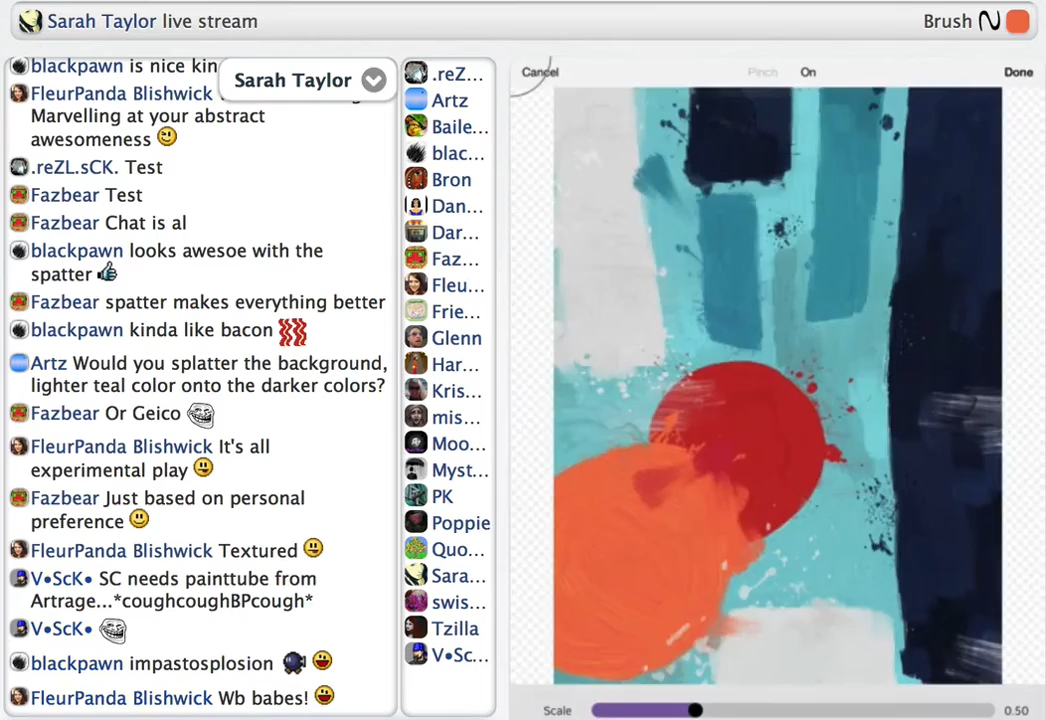 Sarah Taylor live stream
Brush
blackpawn is nice kin
Sarah Taylor
FleurPanda Blishwick
Marvelling at your abstract
awesomeness
.reZL.sCK. Test
Fazbear Test
Fazbear Chat is al
blackpawn looks awesoe with the
spatter
Fazbear spatter makes everything better
blackpawn kinda like bacon
Artz Would you splatter the background,
lighter teal color onto the darker colors?
Fazbear Or Geico
FleurPanda Blishwick It's all
experimental play
Fazbear Just based on personal
preference
FleurPanda Blishwick Textured
V•ScK• SC needs painttube from
Artrage...*coughcoughBPcough*
V•ScK•
blackpawn impastosplosion
FleurPanda Blishwick Wb babes!
.reZ...
Artz
Baile...
blac...
Bron
Dan...
Dar...
Faz...
Fleu...
Frie...
Glenn
Har...
Kris...
mis...
Moo...
Myst...
PK
Poppie
Quo...
Sara...
swis...
Tzilla
V•Sc...
Cancel
Pinch On
Done
Scale
0.50